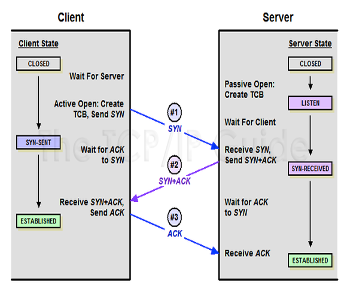 Client
Server
Client State
Server State
CLOSED
Wait For Server
CLOSED
Passive Open:
Create TCB
Active Open: Create
TCB, Send SYN
#1
SYN
LISTEN
Wait For Client
SYN-SENT
Wait for ACK
to SYN
Receive SYN,
Send SYN+ACK
#2
SYN+ACK
SYN-RECEIVED
The TCP/IP Guide
Receive SYN+ACK,
Send ACK
Wait for ACK
to SYN
#3
ACK
ESTABLISHED
Receive ACK
ESTABLISHED